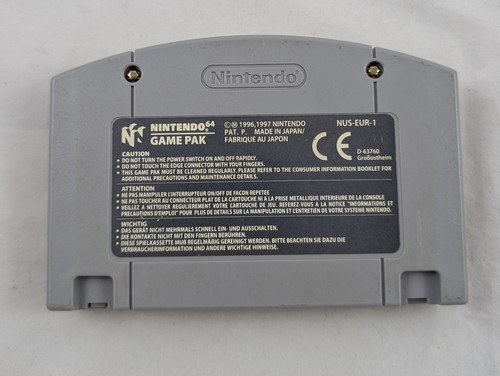 Nintendo
NINTENDO 64
GAME PAK
©Ⓜ 1996,1997 NINTENDO
PAT. P. MADE IN JAPAN/
FABRIQUE AU JAPON
NUS-EUR-1
CE
D-63760
Großostheim
CAUTION
● DO NOT TURN THE POWER SWITCH ON AND OFF RAPIDLY.
● DO NOT TOUCH THE EDGE CONNECTOR WITH YOUR FINGERS.
● THIS GAME PAK MUST BE CLEANED REGULARLY. PLEASE REFER TO THE CONSUMER INFORMATION BOOKLET FOR
ADDITIONAL PRECAUTIONS AND MAINTENANCE DETAILS.
ATTENTION
● NE PAS MANIPULER L'INTERRUPTEUR ON/OFF DE FAÇON REPETEE
● NE PAS TOUCHER AU CONNECTEUR PLAT DE LA CARTOUCHE NI A LA PRISE METALLIQUE INTERIEURE DE LA CONSOLE
● VEUILLEZ NETTOYER REGULIEREMENT VOTRE CARTOUCHE DE JEU. REFEREZ-VOUS A LA NOTICE "INFORMATIONS ET
PRECAUTIONS D'EMPLOI" POUR PLUS DE DETAILS SUR LA MANIPULATION ET L'ENTRETIEN DE VOTRE SYSTEME NINTENDO.
WICHTIG
● DAS GERÄT NICHT MEHRMALS SCHNELL EIN- UND AUSSCHALTEN.
● DIE KONTAKTE NICHT MIT DEN FINGERN BERÜHREN.
● DIESE SPIELKASSETTE MUß REGELMÄßIG GEREINIGT WERDEN. BITTE BEACHTEN SIE DAZU DIE
VERBRAUCHERINFORMATION UND ANDERE WICHTIGE HINWEISE.